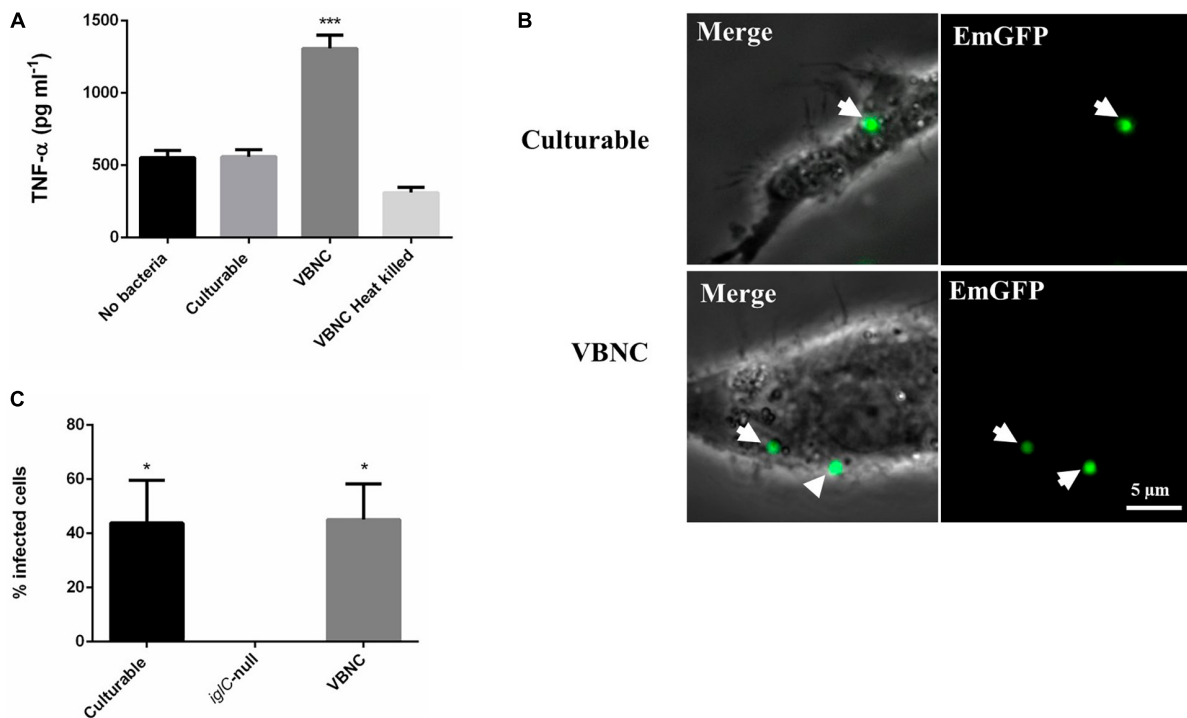 A
TNF-α (pg ml⁻¹)
1500
1000
500
0
***
No bacteria
Culturable
VBNC
VBNC Heat killed
B
Merge
EmGFP
Culturable
Merge
EmGFP
VBNC
5 μm
C
% infected cells
80
60
40
20
0
*
*
Culturable
iglC-null
VBNC